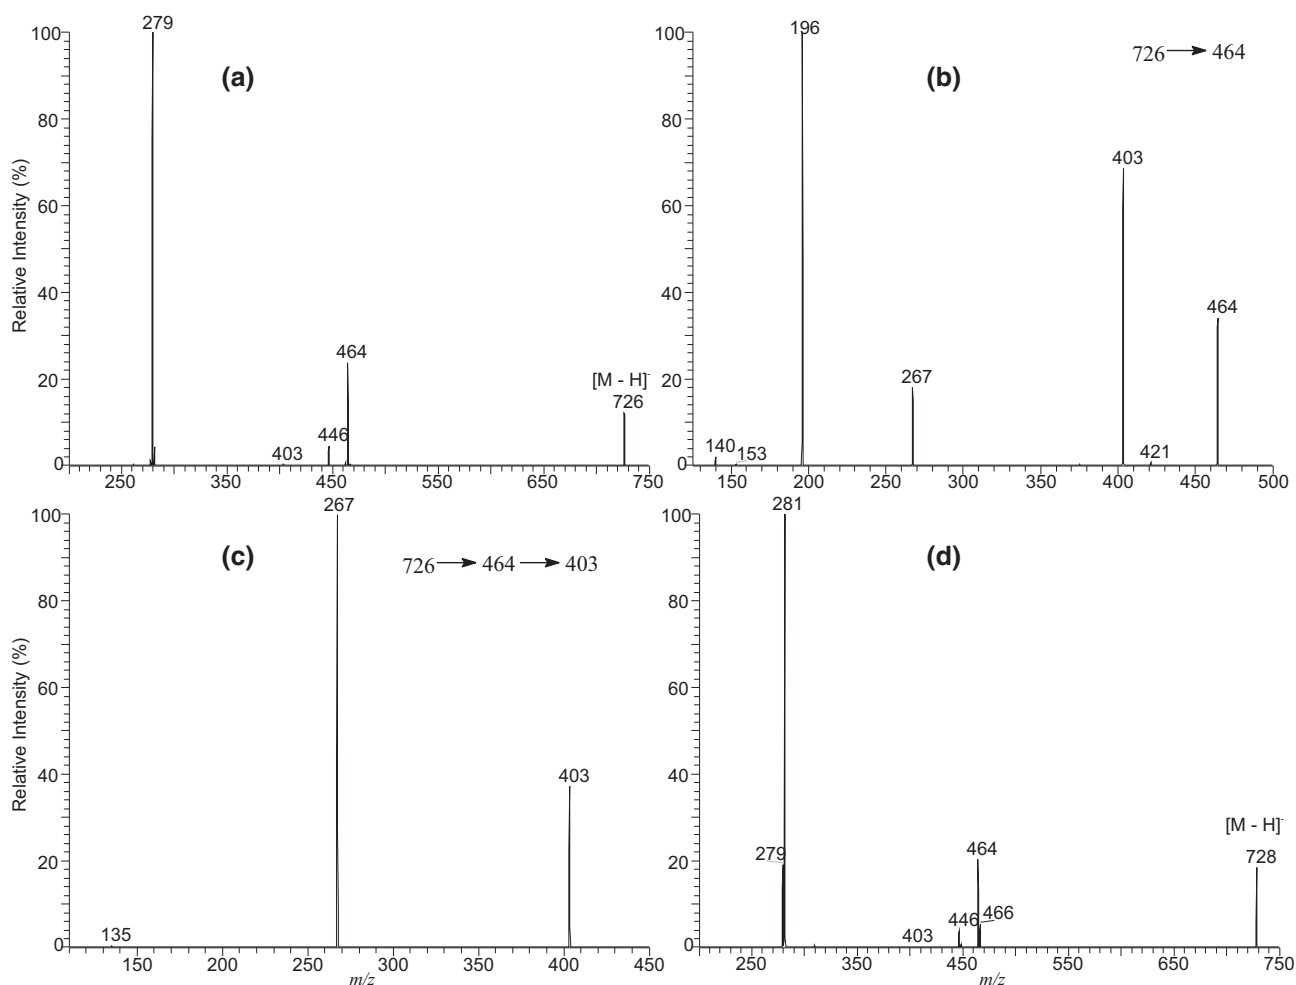 279
(a)
100
80
60
40
20
0
Relative Intensity (%)
464
446
403
[M - H]-
726
250 350 450 550 650 750
196
(b)
726 → 464
100
80
60
40
20
0
403
464
267
140
153
421
150 200 250 300 350 400 450 500
267
(c)
726 → 464 → 403
100
80
60
40
20
0
Relative Intensity (%)
403
135
150 200 250 300 350 400 450
m/z
281
(d)
100
80
60
40
20
0
279
464
446
466
403
[M - H]-
728
250 350 450 550 650 750
m/z